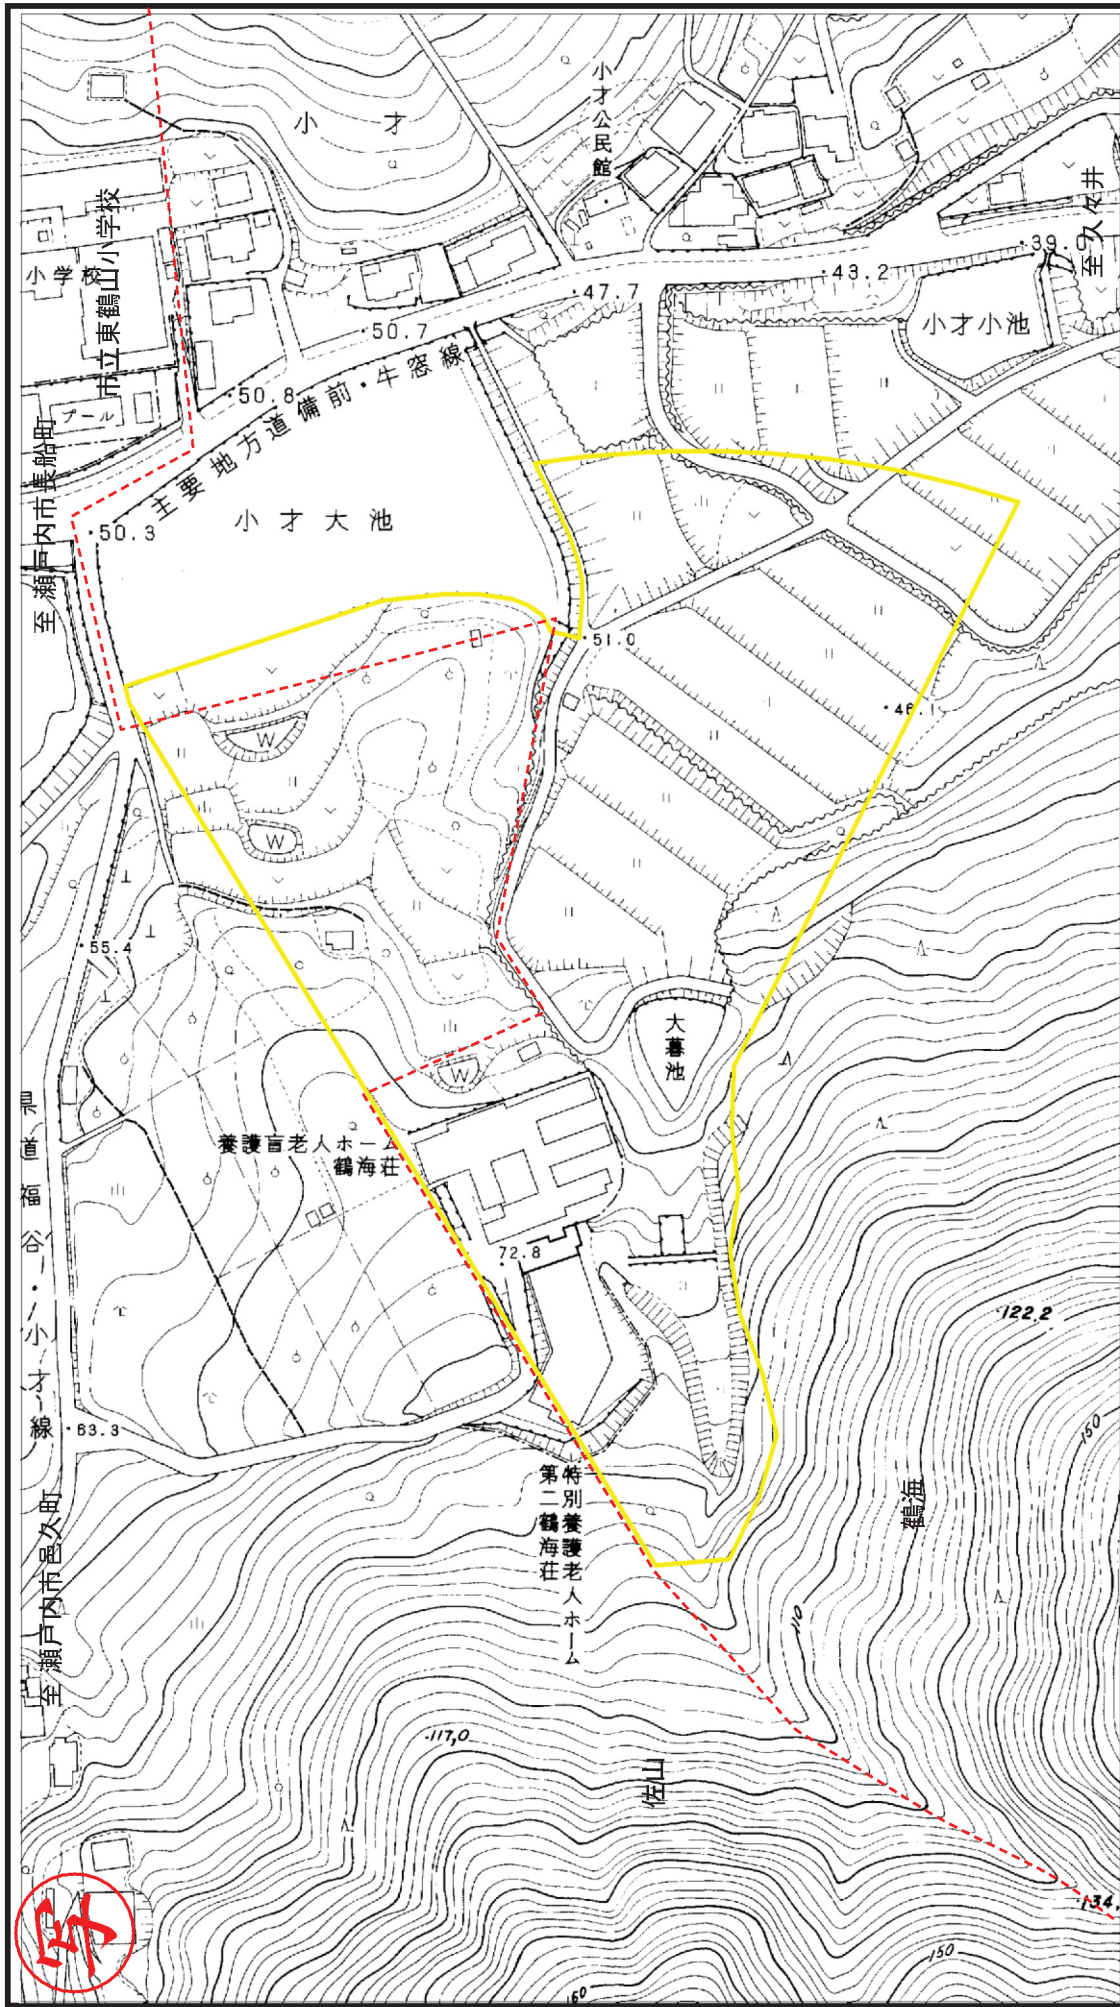 小才
小才公民館
市立東鶴山小学校
小学校
プール
39.0
至久々井
43.2
47.7
50.7
小才小池
50.8
主要地方道備前・牛窓線
至瀬戸内市長船町
50.3
小才大池
51.0
46.1
W
W
55.4
大暮池
W
県道福谷・小才線
養護盲老人ホーム
鶴海荘
72.8
122.2
63.3
150
特別養護老人ホーム
第二鶴海荘
鶴海
至瀬戸内市邑久町
110
117.0
佐山
写
134.
150
160